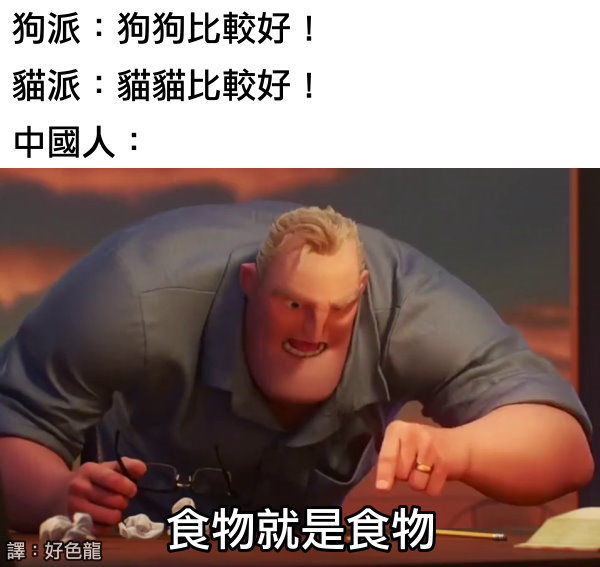 狗派：狗狗比較好！
貓派：貓貓比較好！
中國人：
食物就是食物
譯：好色龍